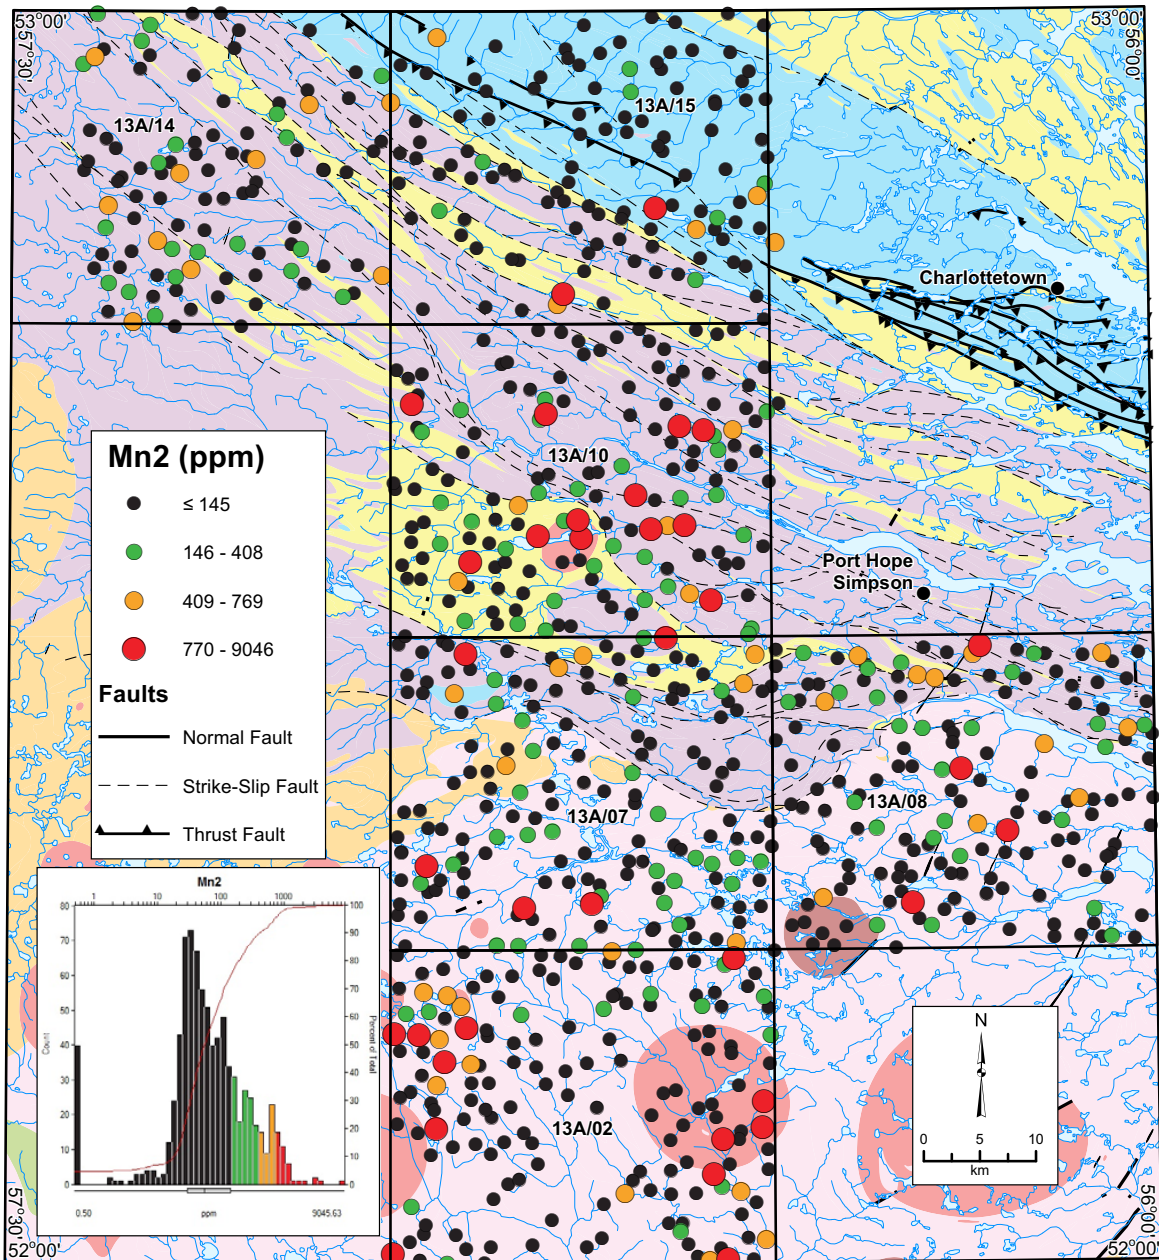 53°00'
57°30'
53°00'
56°00'
13A/14
13A/15
Charlottetown
13A/10
Port Hope
Simpson
13A/07
13A/08
13A/02
Mn2 (ppm)
≤ 145
146 - 408
409 - 769
770 - 9046
Faults
Normal Fault
Strike-Slip Fault
Thrust Fault
Mn2
1 10 100 1000
80
70
60
50
40
30
20
10
0
Count
100
90
80
70
60
50
40
30
20
10
0
Percent of Total
0.50 ppm 9045.63
N
0 5 10
km
57°30'
52°00'
56°00'
52°00'